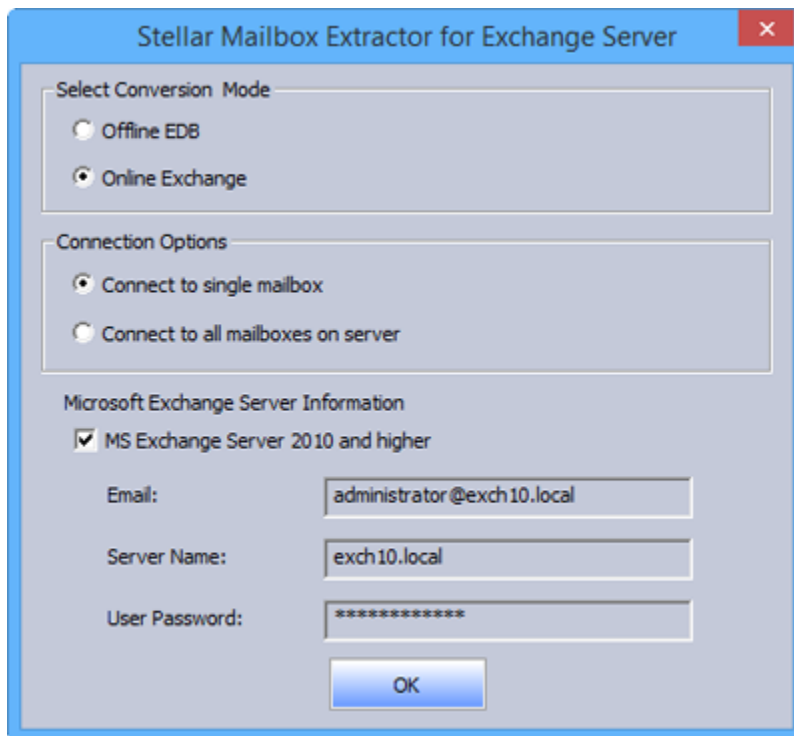 Stellar Mailbox Extractor for Exchange Server
Select Conversion Mode
Offline EDB
Online Exchange
Connection Options
Connect to single mailbox
Connect to all mailboxes on server
Microsoft Exchange Server Information
MS Exchange Server 2010 and higher
Email: administrator@exch10.local
Server Name: exch10.local
User Password: ************
OK